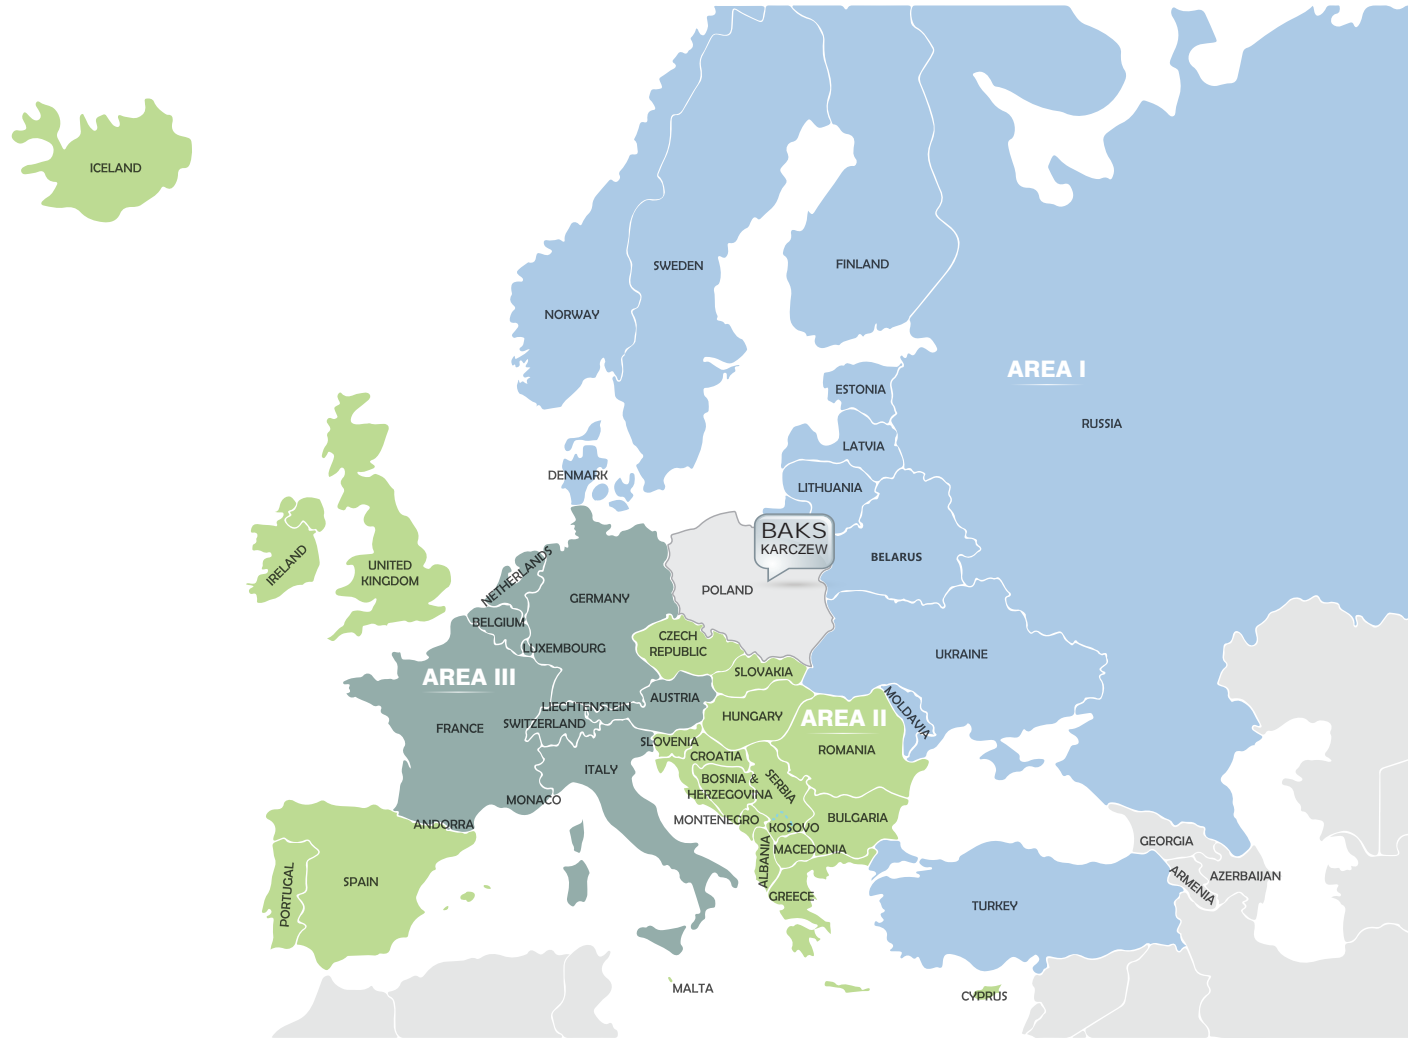 ICELAND
SWEDEN
FINLAND
NORWAY
AREA I
ESTONIA
RUSSIA
LATVIA
DENMARK
LITHUANIA
BAKS
KARCZEW
BELARUS
IRELAND
UNITED
KINGDOM
NETHERLANDS
GERMANY
POLAND
BELGIUM
LUXEMBOURG
CZECH
REPUBLIC
UKRAINE
AREA III
SLOVAKIA
AUSTRIA
LIECHTENSTEIN
SWITZERLAND
FRANCE
HUNGARY
AREA II
MOLDAVIA
SLOVENIA
ROMANIA
CROATIA
ITALY
BOSNIA &
HERZEGOVINA
SERBIA
MONACO
MONTENEGRO
KOSOVO
BULGARIA
ANDORRA
GEORGIA
MACEDONIA
ALBANIA
AZERBAIJAN
ARMENIA
SPAIN
PORTUGAL
GREECE
TURKEY
MALTA
CYPRUS